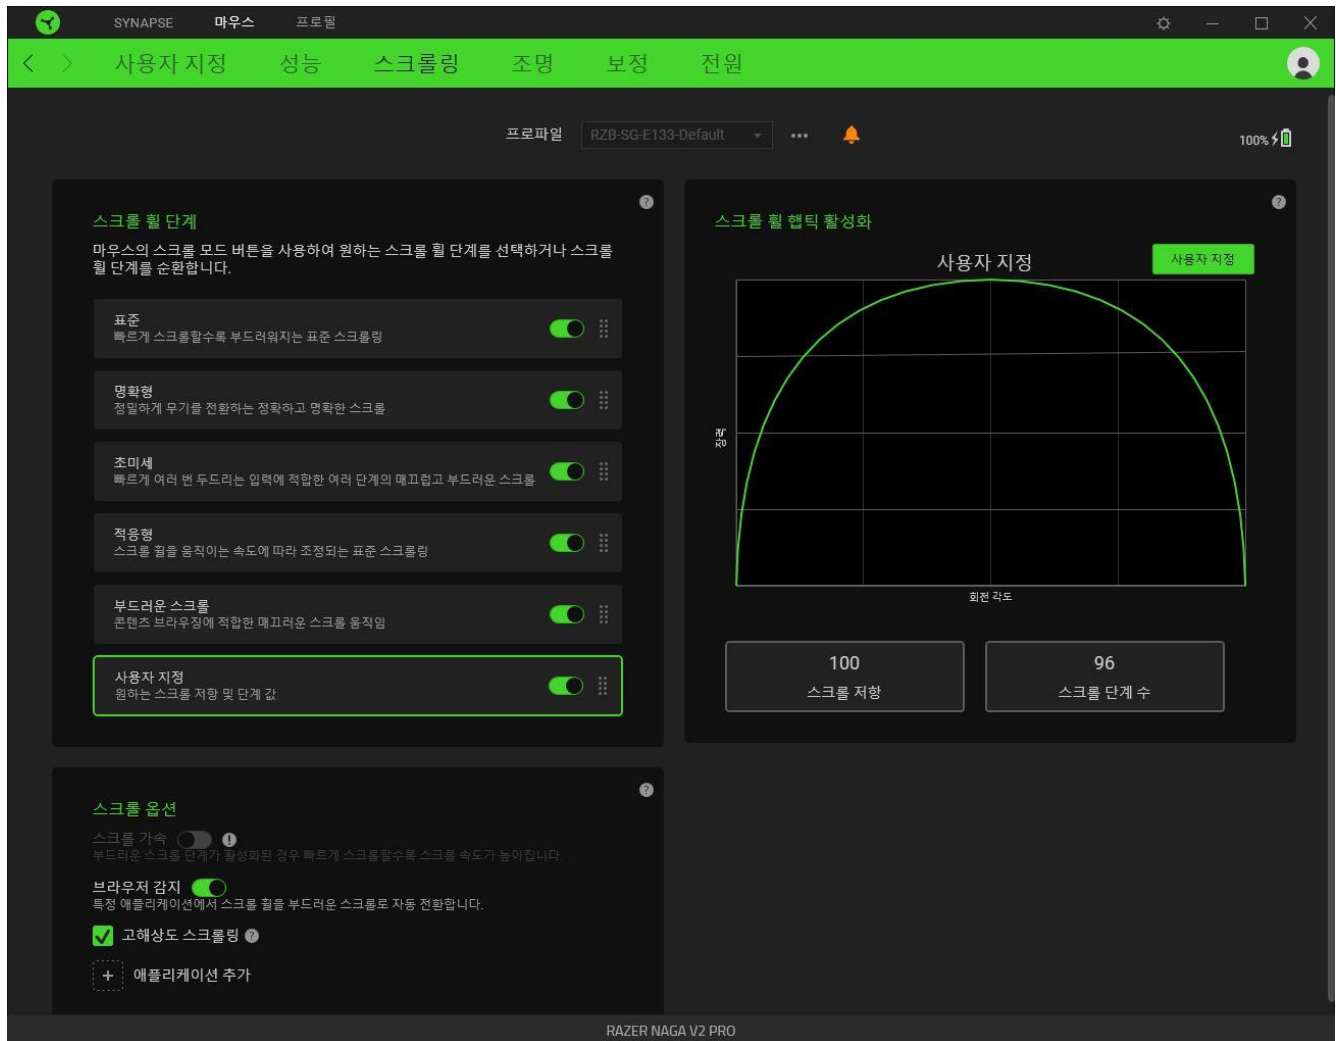 SYNAPSE 마우스 프로필
사용자 지정 성능 스크롤링 조명 보정 전원
프로파일 RZB-SG-E133-Default
100%
스크롤 휠 단계
마우스의 스크롤 모드 버튼을 사용하여 원하는 스크롤 휠 단계를 선택하거나 스크롤
휠 단계를 순환합니다.
표준
빠르게 스크롤할수록 부드러워지는 표준 스크롤링
명확형
정밀하게 무기를 전환하는 정확하고 명확한 스크롤
초미세
빠르게 여러 번 두드리는 입력에 적합한 여러 단계의 매끄럽고 부드러운 스크롤
적응형
스크롤 휠을 움직이는 속도에 따라 조정되는 표준 스크롤링
부드러운 스크롤
콘텐츠 브라우징에 적합한 매끄러운 스크롤 움직임
사용자 지정
원하는 스크롤 저항 및 단계 값
스크롤 휠 햅틱 활성화
사용자 지정
사용자 지정
장력
회전 각도
100
스크롤 저항
96
스크롤 단계 수
스크롤 옵션
스크롤 가속
부드러운 스크롤 단계가 활성화된 경우 빠르게 스크롤할수록 스크롤 속도가 높아집니다.
브라우저 감지
특정 애플리케이션에서 스크롤 휠을 부드러운 스크롤로 자동 전환합니다.
고해상도 스크롤링
애플리케이션 추가
RAZER NAGA V2 PRO